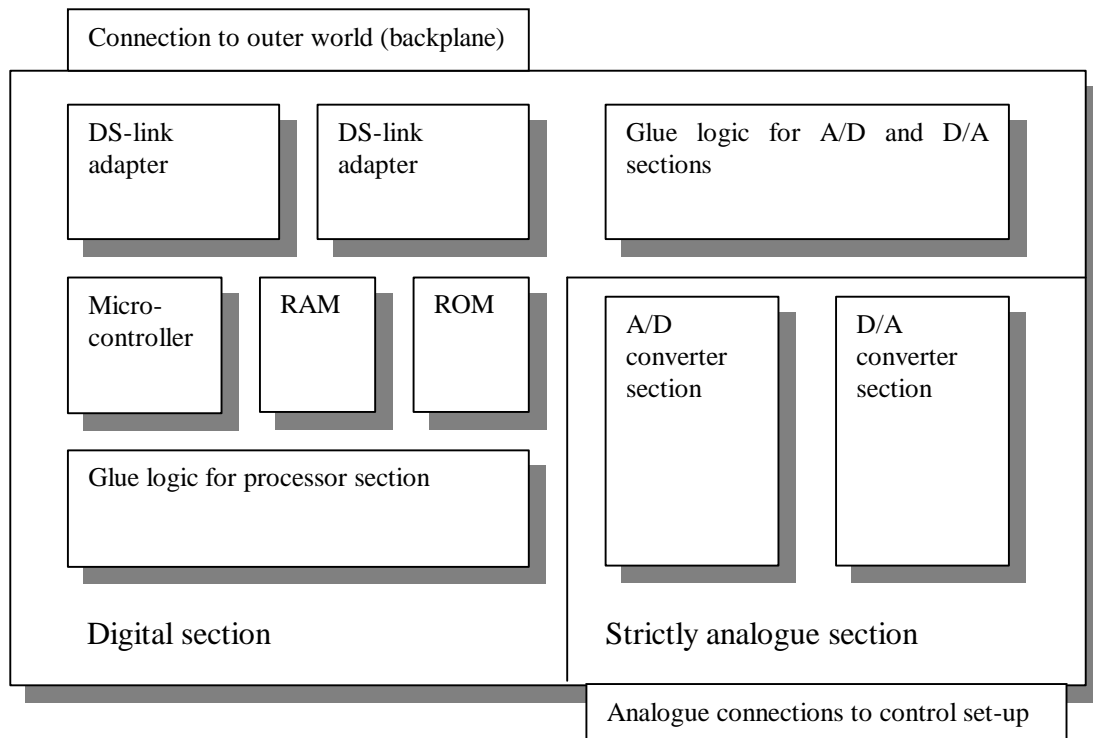 Connection to outer world (backplane)
DS-link
adapter
DS-link
adapter
Glue logic for A/D and D/A
sections
Micro-
controller
RAM
ROM
A/D
converter
section
D/A
converter
section
Glue logic for processor section
Digital section
Strictly analogue section
Analogue connections to control set-up